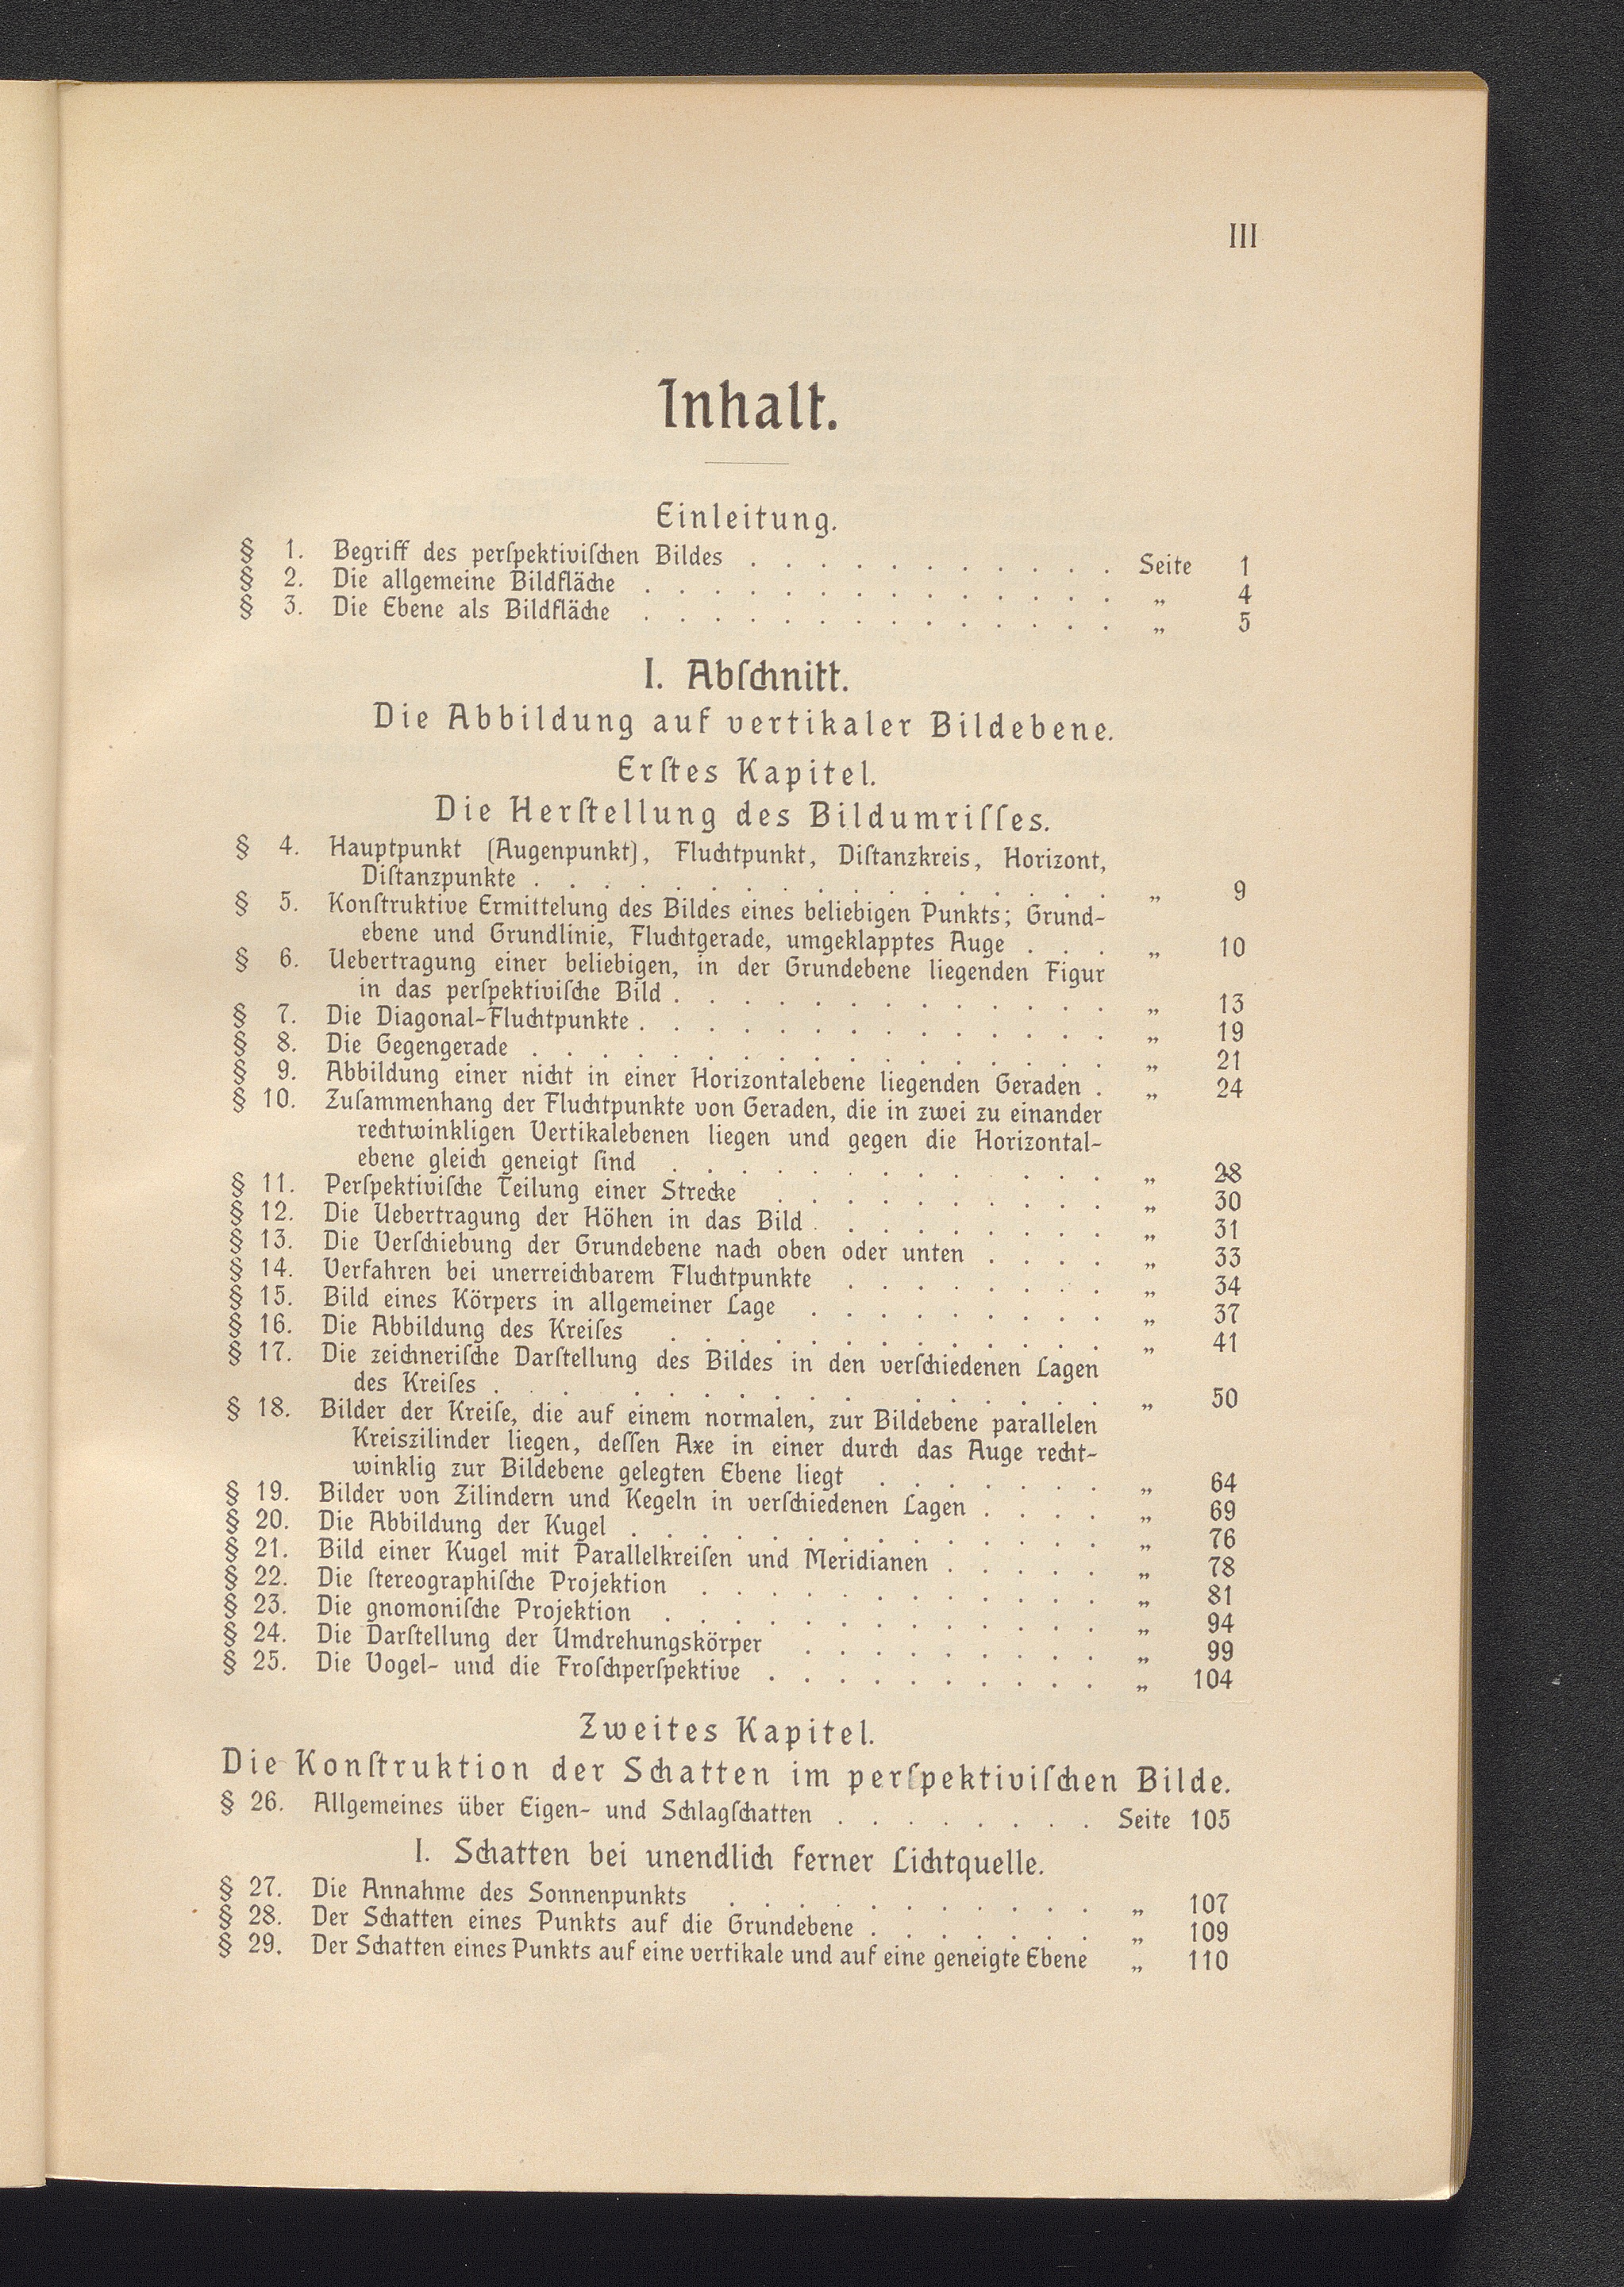 III
Inhalt.
Einleitung.
§ 1. Begriff des perſpektiviſchen Bildes . . . . . . . . . . . Seite 1
§ 2. Die allgemeine Bildfläche . . . . . . . . . . . . . . „ 4
§ 3. Die Ebene als Bildfläche . . . . . . . . . . . . . . „ 5
I. Abſchnitt.
Die Abbildung auf vertikaler Bildebene.
Erſtes Kapitel.
Die Herſtellung des Bildumriſſes.
§ 4. Hauptpunkt (Augenpunkt), Fluchtpunkt, Diſtanzkreis, Horizont,
Diſtanzpunkte . . . . . . . . . . . . . . . . . „ 9
§ 5. Konſtruktive Ermittelung des Bildes eines beliebigen Punkts; Grund-
ebene und Grundlinie, Fluchtgerade, umgeklapptes Auge . . . „ 10
§ 6. Uebertragung einer beliebigen, in der Grundebene liegenden Figur
in das perſpektiviſche Bild . . . . . . . . . . . . . „ 13
§ 7. Die Diagonal-Fluchtpunkte . . . . . . . . . . . . . . „ 19
§ 8. Die Gegengerade . . . . . . . . . . . . . . . . . „ 21
§ 9. Abbildung einer nicht in einer Horizontalebene liegenden Geraden . „ 24
§ 10. Zuſammenhang der Fluchtpunkte von Geraden, die in zwei zu einander
rechtwinkligen Vertikalebenen liegen und gegen die Horizontal-
ebene gleich geneigt ſind . . . . . . . . . . . . . „ 28
§ 11. Perſpektiviſche Teilung einer Strecke . . . . . . . . . . „ 30
§ 12. Die Uebertragung der Höhen in das Bild . . . . . . . . . „ 31
§ 13. Die Verſchiebung der Grundebene nach oben oder unten . . . . „ 33
§ 14. Verfahren bei unerreichbarem Fluchtpunkte . . . . . . . . „ 34
§ 15. Bild eines Körpers in allgemeiner Lage . . . . . . . . . „ 37
§ 16. Die Abbildung des Kreiſes . . . . . . . . . . . . . „ 41
§ 17. Die zeichneriſche Darſtellung des Bildes in den verſchiedenen Lagen
des Kreiſes . . . . . . . . . . . . . . . . . „ 50
§ 18. Bilder der Kreiſe, die auf einem normalen, zur Bildebene parallelen
Kreiszilinder liegen, deſſen Axe in einer durch das Auge recht-
winklig zur Bildebene gelegten Ebene liegt . . . . . . . „ 64
§ 19. Bilder von Zilindern und Kegeln in verſchiedenen Lagen . . . . „ 69
§ 20. Die Abbildung der Kugel . . . . . . . . . . . . . . „ 76
§ 21. Bild einer Kugel mit Parallelkreiſen und Meridianen . . . . . „ 78
§ 22. Die ſtereographiſche Projektion . . . . . . . . . . . . „ 81
§ 23. Die gnomoniſche Projektion . . . . . . . . . . . . . „ 94
§ 24. Die Darſtellung der Umdrehungskörper . . . . . . . . . „ 99
§ 25. Die Vogel- und die Froſchperſpektive . . . . . . . . . . „ 104
Zweites Kapitel.
Die Konſtruktion der Schatten im perſpektiviſchen Bilde.
§ 26. Allgemeines über Eigen- und Schlagſchatten . . . . . . . . Seite 105
I. Schatten bei unendlich ferner Lichtquelle.
§ 27. Die Annahme des Sonnenpunkts . . . . . . . . . . . „ 107
§ 28. Der Schatten eines Punkts auf die Grundebene . . . . . . . „ 109
§ 29. Der Schatten eines Punkts auf eine vertikale und auf eine geneigte Ebene „ 110